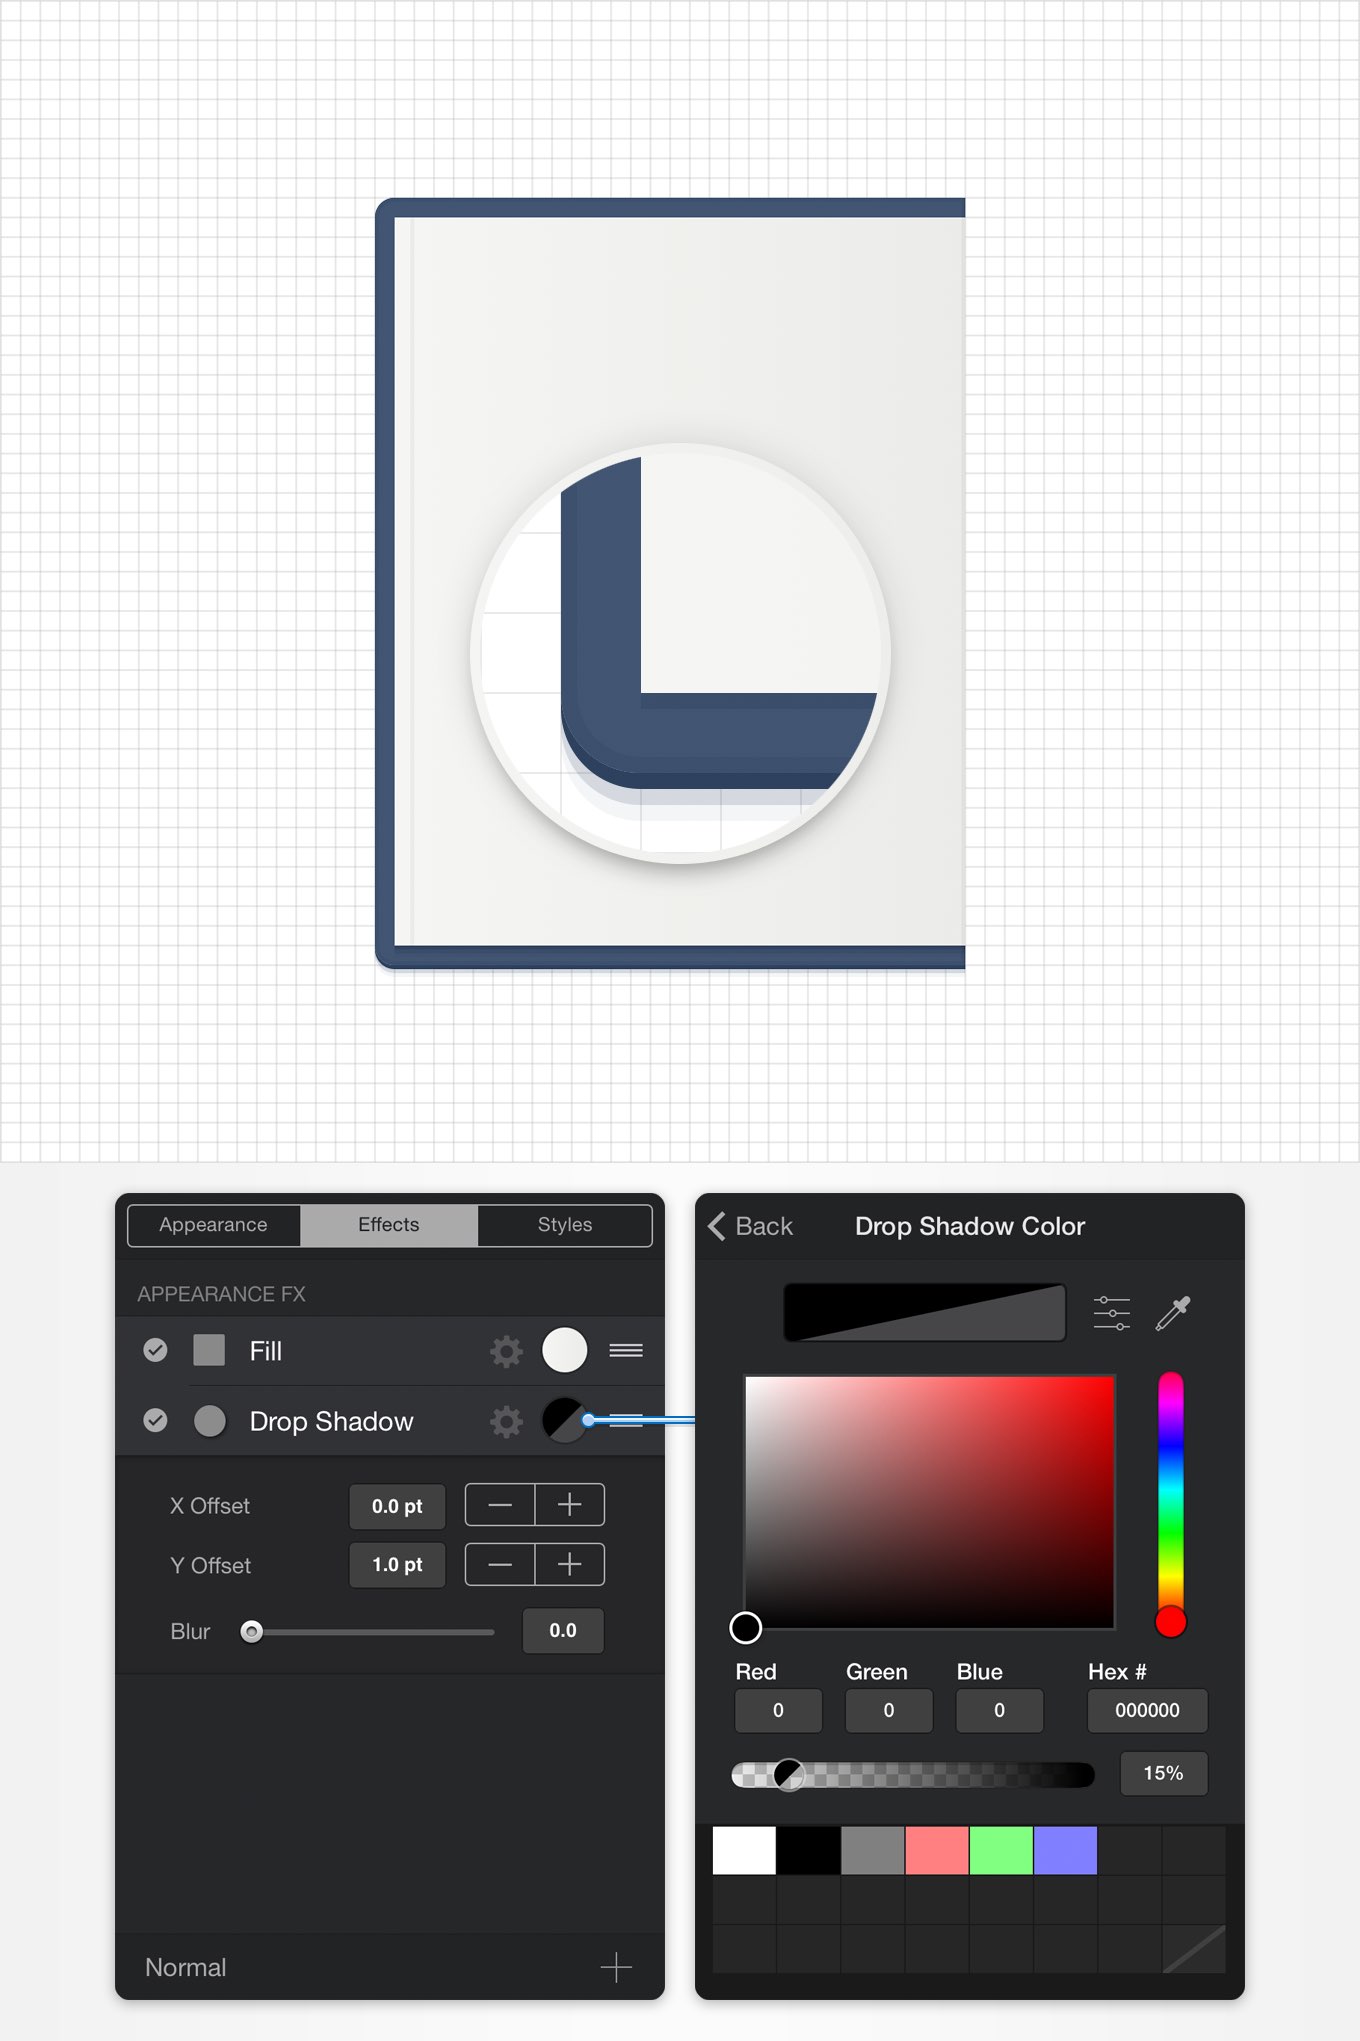 Appearance
Effects
Styles
APPEARANCE FX
Fill
Drop Shadow
X Offset
0.0 pt
Y Offset
1.0 pt
Blur
0.0
Normal
Back
Drop Shadow Color
Red
Green
Blue
Hex #
0
0
0
000000
15%